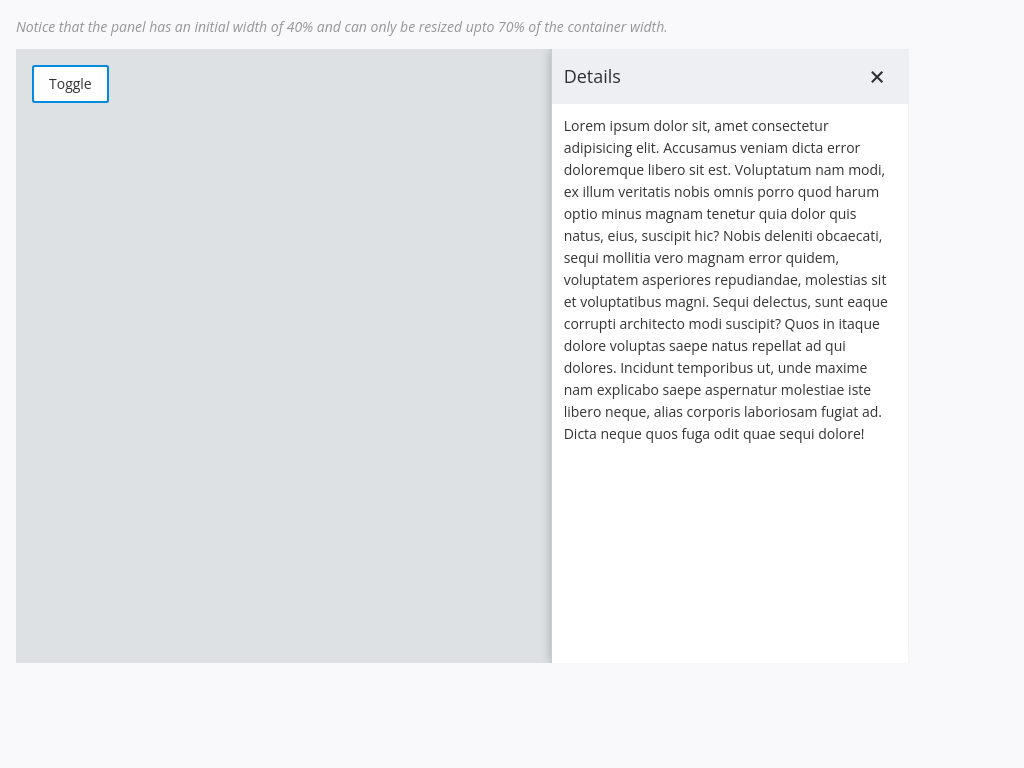 Notice that the panel has an initial width of 40% and can only be resized upto 70% of the container width.
Toggle
Details
Lorem ipsum dolor sit, amet consectetur
adipisicing elit. Accusamus veniam dicta error
doloremque libero sit est. Voluptatum nam modi,
ex illum veritatis nobis omnis porro quod harum
optio minus magnam tenetur quia dolor quis
natus, eius, suscipit hic? Nobis deleniti obcaecati,
sequi mollitia vero magnam error quidem,
voluptatem asperiores repudiandae, molestias sit
et voluptatibus magni. Sequi delectus, sunt eaque
corrupti architecto modi suscipit? Quos in itaque
dolore voluptas saepe natus repellat ad qui
dolores. Incidunt temporibus ut, unde maxime
nam explicabo saepe aspernatur molestiae iste
libero neque, alias corporis laboriosam fugiat ad.
Dicta neque quos fuga odit quae sequi dolore!